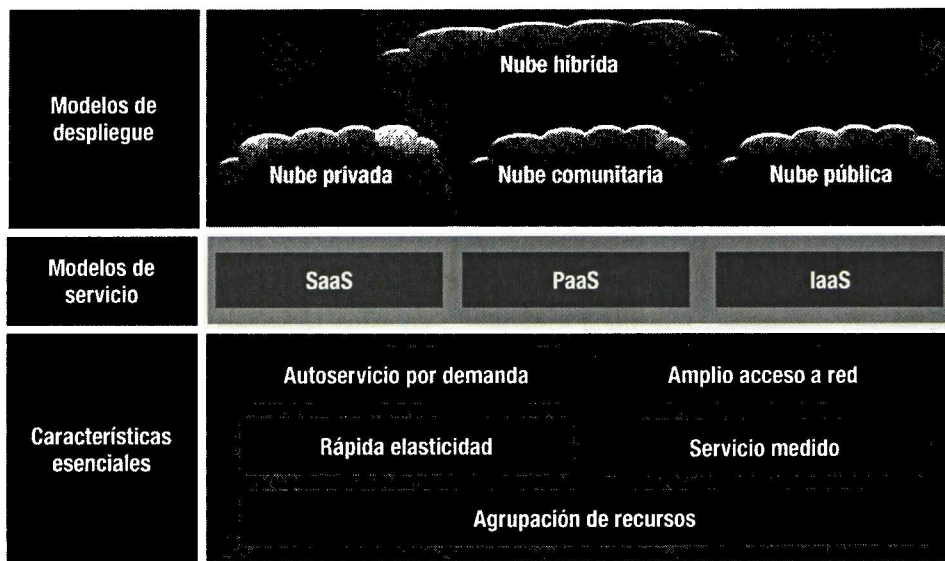 Modelos de
despliegue
Nube híbrida
Nube privada
Nube comunitaria
Nube pública
Modelos de
servicio
SaaS
PaaS
IaaS
Características
esenciales
Autoservicio por demanda
Amplio acceso a red
Rápida elasticidad
Servicio medido
Agrupación de recursos